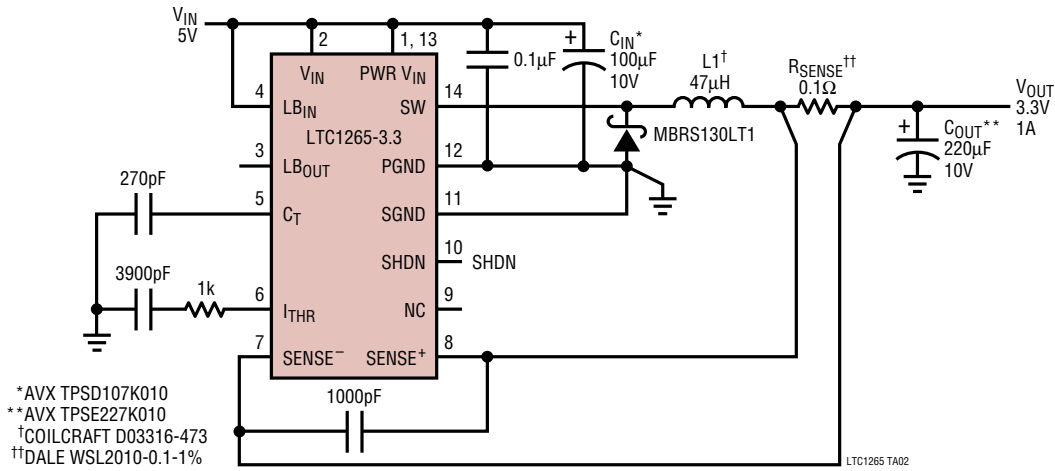 VIN
5V
2
1, 13
VIN
PWR VIN
0.1µF
+
CIN*
100µF
10V
L1†
47µH
RSENSE††
0.1Ω
VOUT
3.3V
1A
4
LBIN
SW
14
LTC1265-3.3
MBRS130LT1
+
COUT**
220µF
10V
3
LBOUT
PGND
12
270pF
5
CT
SGND
11
SHDN
10
SHDN
3900pF
1k
6
ITHR
NC
9
7
SENSE–
SENSE+
8
1000pF
*AVX TPSD107K010
**AVX TPSE227K010
†COILCRAFT D03316-473
††DALE WSL2010-0.1-1%
LTC1265 TA02